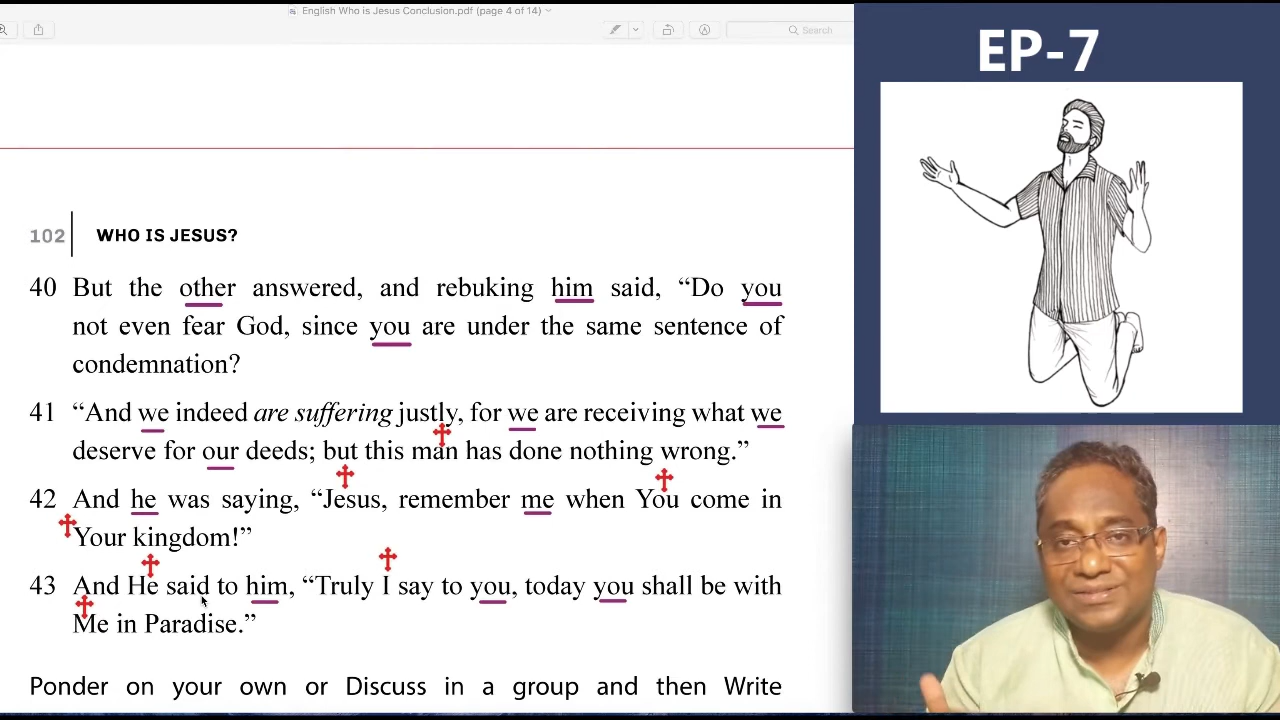 English Who is Jesus Conclusion.pdf (page 4 of 14)
Search
EP-7
102 WHO IS JESUS?
40 But the other answered, and rebuking him said, “Do you
not even fear God, since you are under the same sentence of
condemnation?
41 “And we indeed are suffering justly, for we are receiving what we
deserve for our deeds; but this man has done nothing wrong.”
42 And he was saying, “Jesus, remember me when You come in
Your kingdom!”
43 And He said to him, “Truly I say to you, today you shall be with
Me in Paradise.”
Ponder on your own or Discuss in a group and then Write